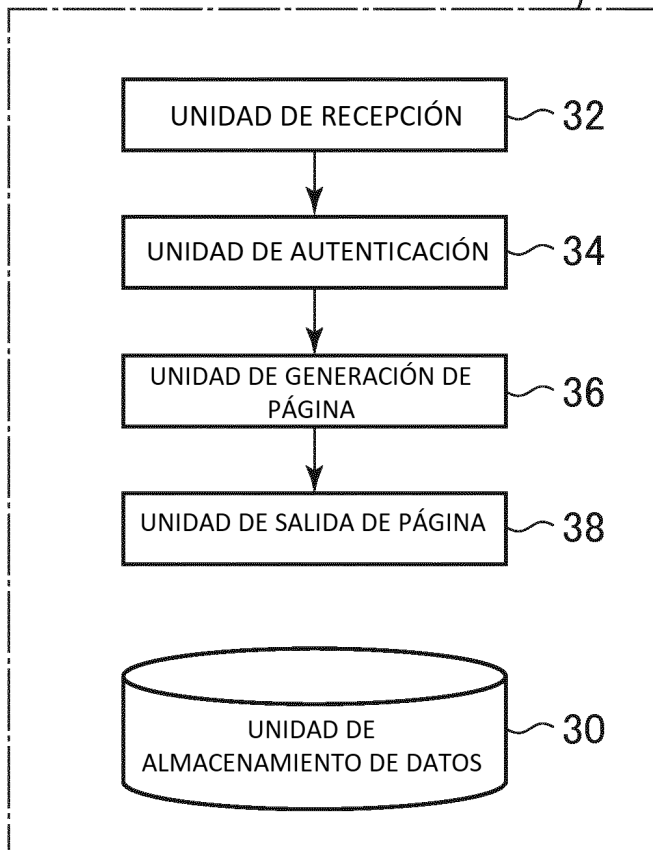 UNIDAD DE RECEPCIÓN 32
UNIDAD DE AUTENTICACIÓN 34
UNIDAD DE GENERACIÓN DE
PÁGINA 36
UNIDAD DE SALIDA DE PÁGINA 38
UNIDAD DE
ALMACENAMIENTO DE DATOS 30